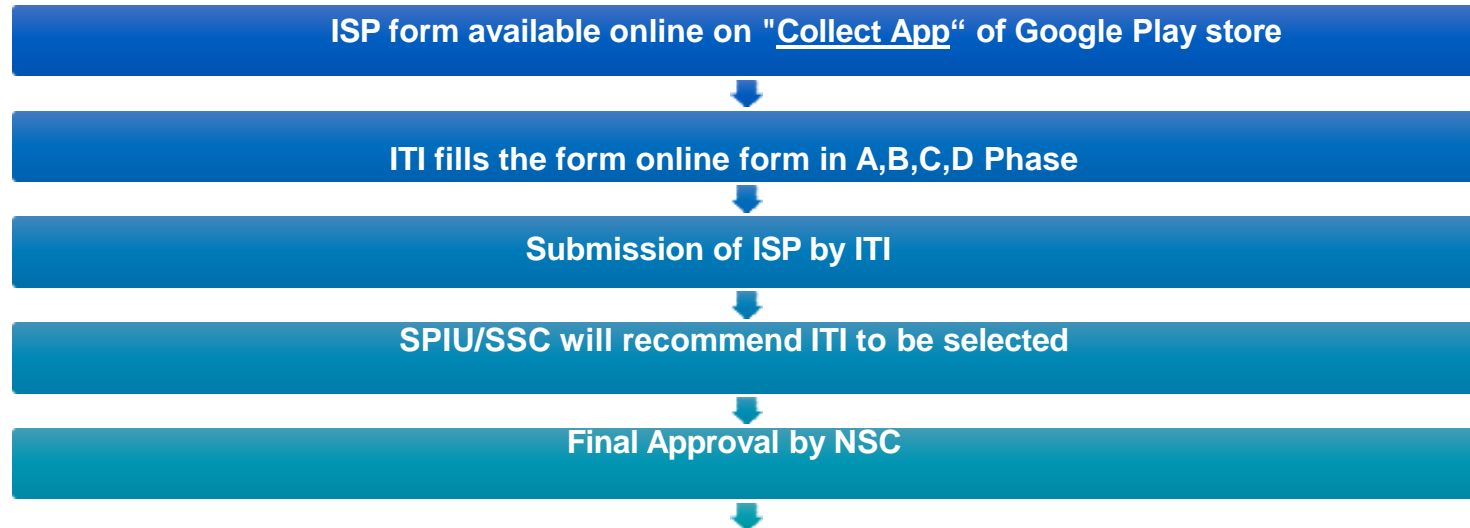 ISP form available online on "Collect App“ of Google Play store
ITI fills the form online form in A,B,C,D Phase
Submission of ISP by ITI
SPIU/SSC will recommend ITI to be selected
Final Approval by NSC